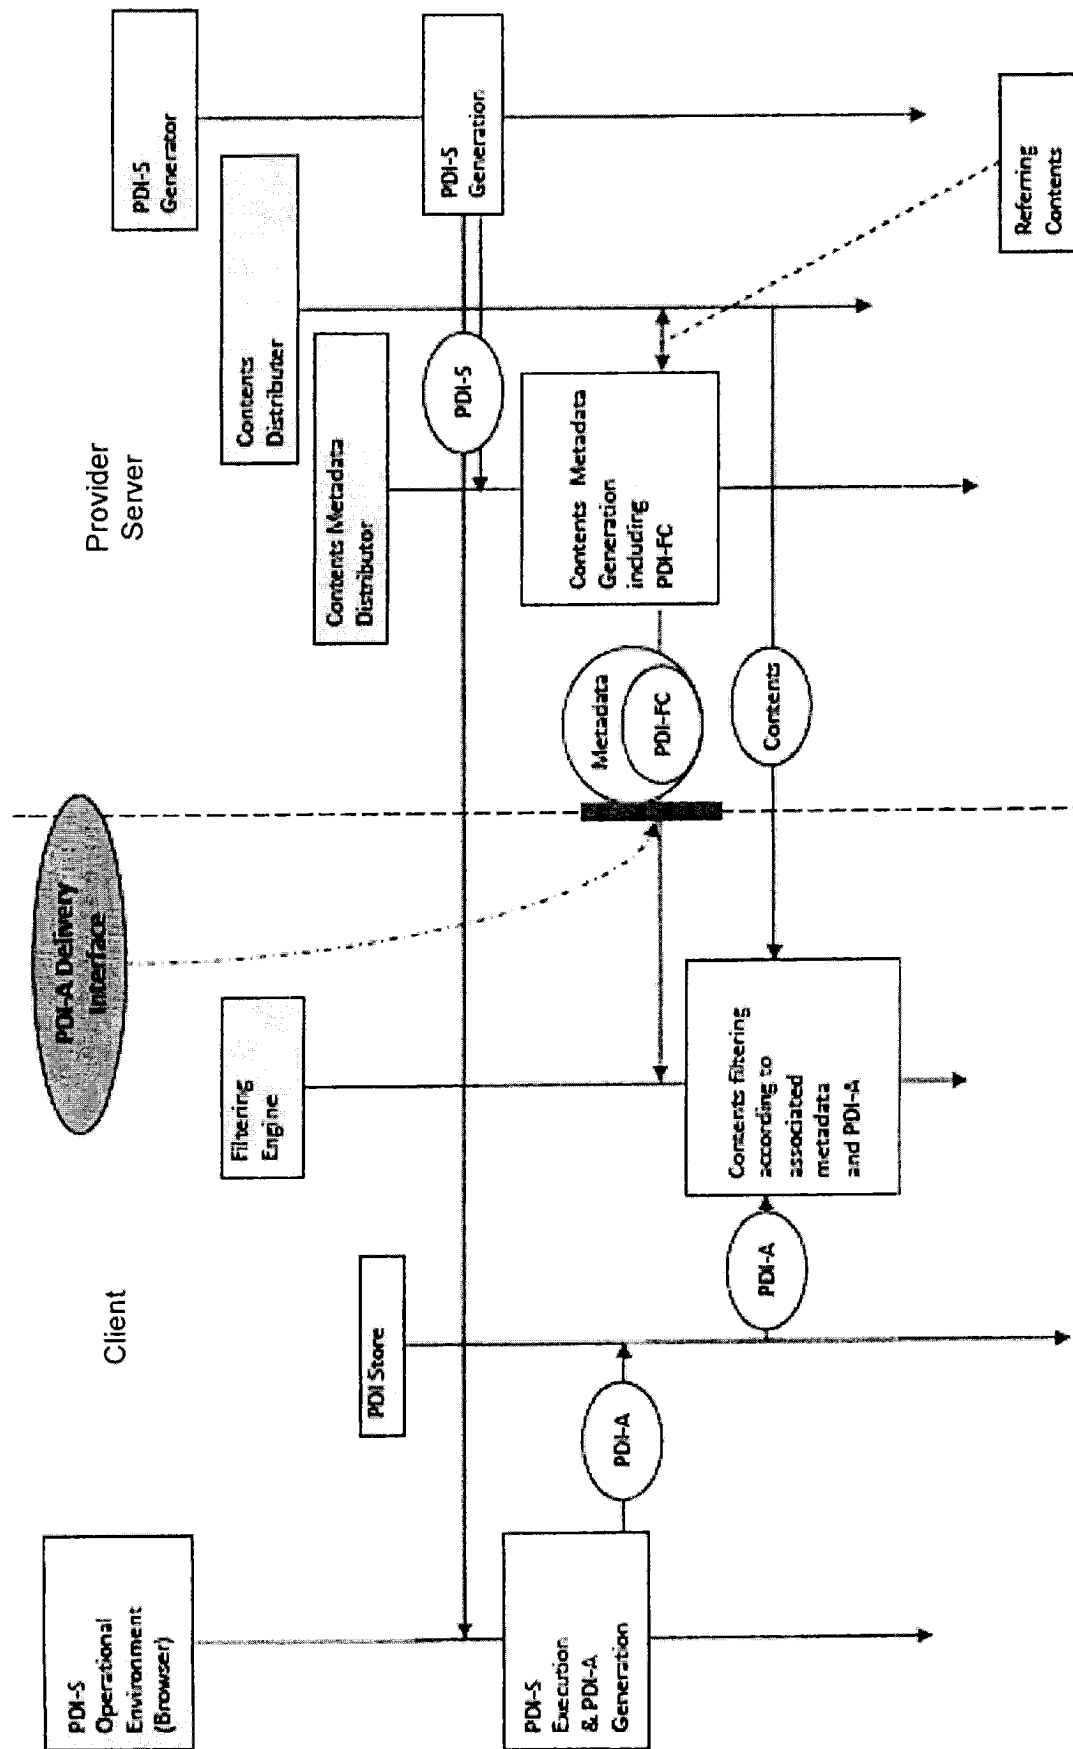 PDI-A Delivery
Interface
Client
Provider
Server
PDI-S
Operational
Environment
(Browser)
PDI Store
Filtering
Engine
Contents Metadata
Distributor
Contents
Distributer
PDI-S
Generator
PDI-S
PDI-S
Generation
PDI-S
Execution
& PDI-A
Generation
PDI-A
Metadata
PDI-FC
Contents Metadata
Generation
including
PDI-FC
PDI-A
Contents filtering
according to
associated
metadata
and PDI-A
Contents
Referring
Contents